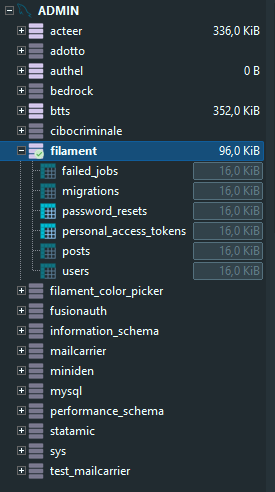 ADMIN
acteer 336,0 KiB
adotto
authel 0 B
bedrock
btts 352,0 KiB
cibocriminale
filament 96,0 KiB
failed_jobs 16,0 KiB
migrations 16,0 KiB
password_resets 16,0 KiB
personal_access_tokens 16,0 KiB
posts 16,0 KiB
users 16,0 KiB
filament_color_picker
fusionauth
information_schema
mailcarrier
miniden
mysql
performance_schema
statamic
sys
test_mailcarrier